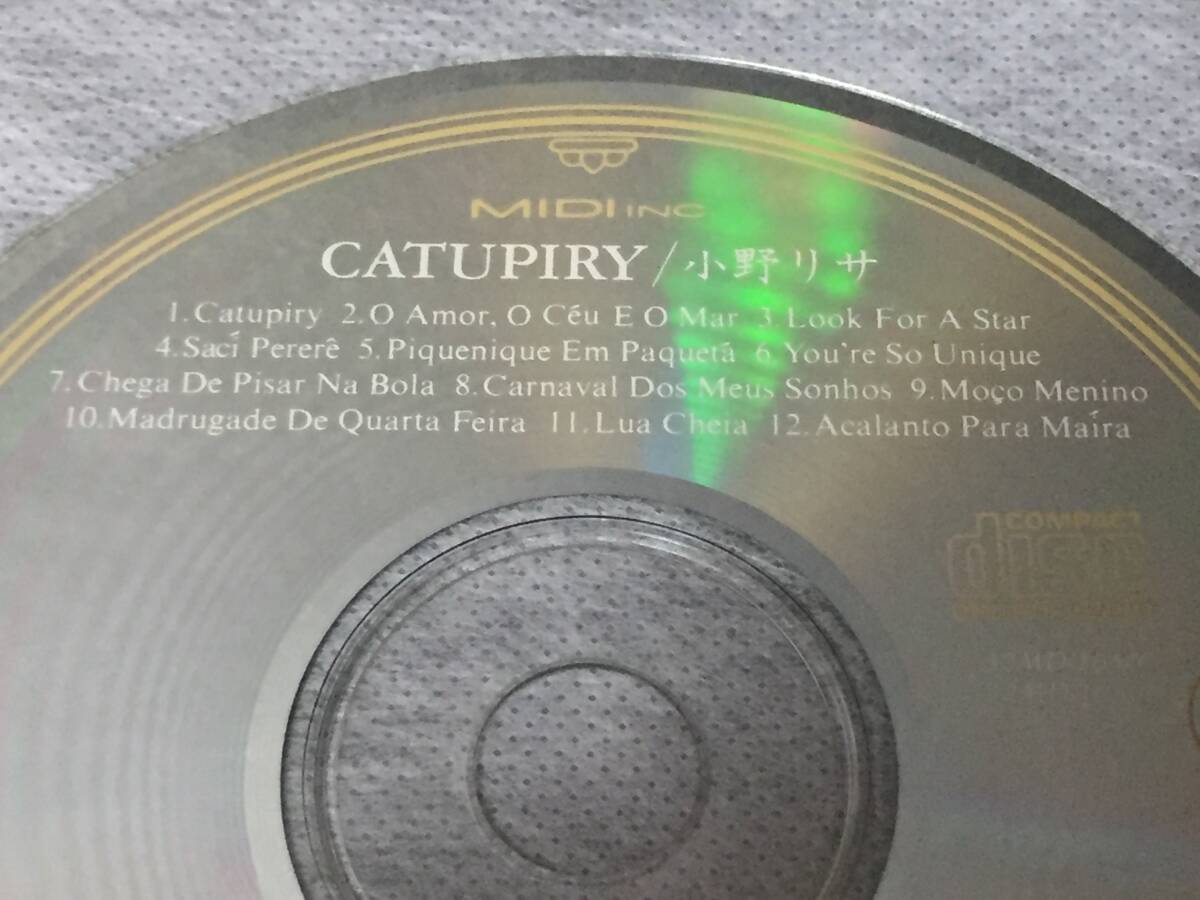 MIDI INC
CATUPIRY/小野リサ
1.Catupiry 2.O Amor, O Céu E O Mar 3.Look For A Star
4.Sací Pererê 5.Piquenique Em Paquetá 6.You're So Unique
7.Chega De Pisar Na Bola 8.Carnaval Dos Meus Sonhos 9.Moço Menino
10.Madrugade De Quarta Feira 11.Lua Cheia 12.Acalanto Para Maíra
COMPACT
disc